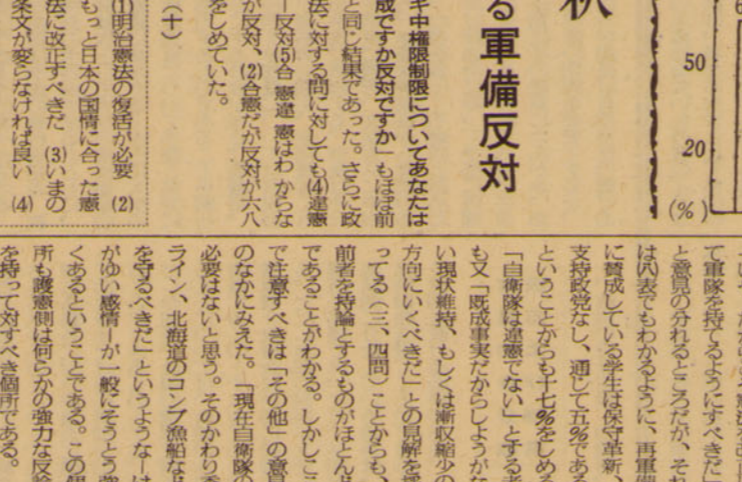 状
る軍備反対
50
20
(%)
キ中権限制限についてあなたは
成ですか反対ですか」もほぼ前
と同じ結果であった。さらに政
法に対する問に対しても(4)違憲
ー反対(5)合憲違憲はわからな
が反対、(2)合憲だが反対が六八
をしめていた。
(十)
(1)明治憲法の復活が必要 (2)
もっと日本の国情に合った憲
法に改正すべきだ (3)いまの
条文が変らなければ良い (4)
て軍隊を持てるようにすべきだ」
と意見の分れるところだが、それ
は内表でもわかるように、再軍備
に賛成している学生は保守革新、
支持政党なし、通じて五%である
ということからも十七%をしめる
「自衛隊は違憲でない」とする者
も又「既成事実だからしょうがな
い現状維持、もしくは漸収縮少の
方向にいくべきだ」との見解を
ってる(三、四問)ことからも、
前者を持論とするものがほとんど
であることがわかる。しかしここ
で注意すべきは「その他」の意見
のなかにみえた。「現在自衛隊の
必要はないと思う。そのかわり
ライン、北海道のコンブ漁船など
を守るべきだ」というようなーは
がゆい感情ーが一般にそうとう強
くあるということである。この
所も護憲側は何らかの強力な反
を持って対すべき個所である。